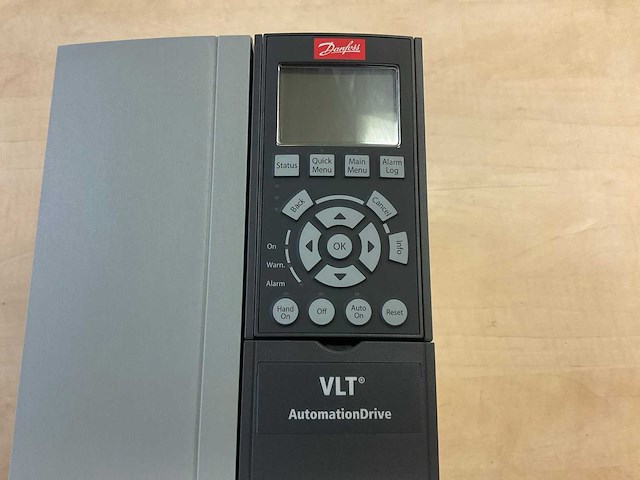 Danfoss
Status
Quick
Menu
Main
Menu
Alarm
Log
Back
Cancel
On
OK
Info
Warn.
Alarm
Hand
On
Off
Auto
On
Reset
VLT®
AutomationDrive